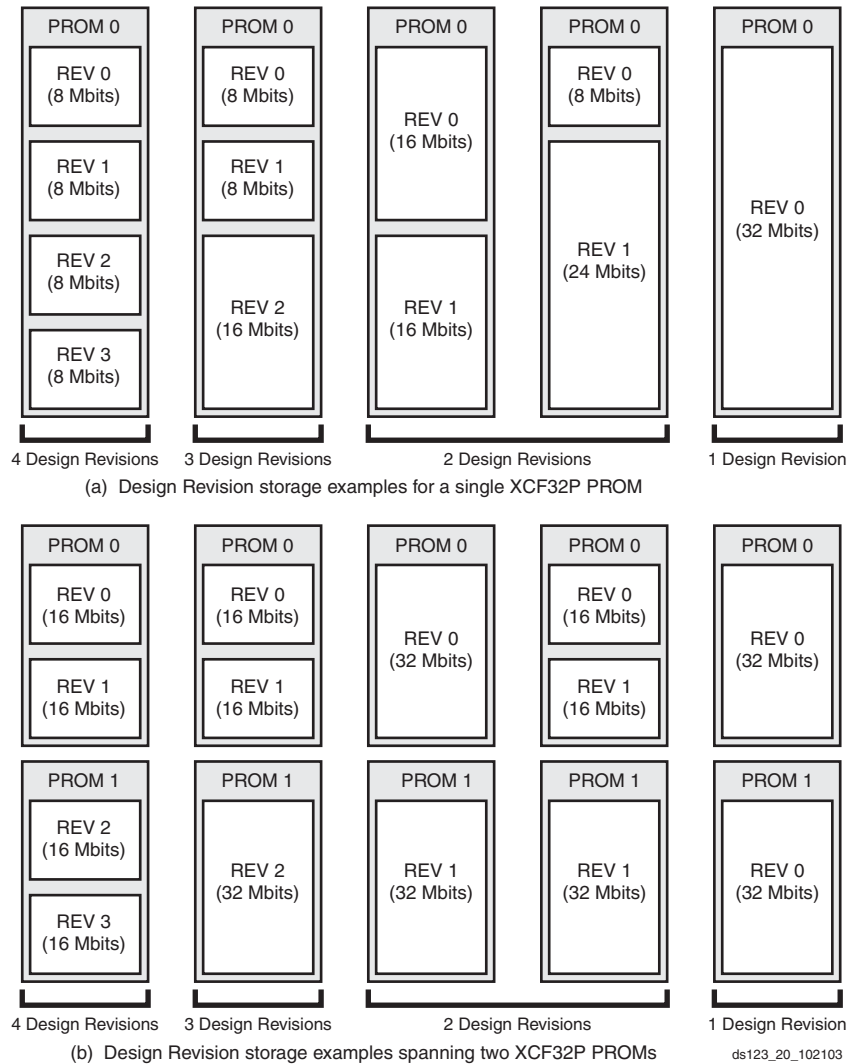 PROM 0
REV 0
(8 Mbits)
REV 1
(8 Mbits)
REV 2
(8 Mbits)
REV 3
(8 Mbits)
PROM 0
REV 0
(8 Mbits)
REV 1
(8 Mbits)
REV 2
(16 Mbits)
PROM 0
REV 0
(16 Mbits)
REV 1
(16 Mbits)
PROM 0
REV 0
(8 Mbits)
REV 1
(24 Mbits)
PROM 0
REV 0
(32 Mbits)
4 Design Revisions
3 Design Revisions
2 Design Revisions
1 Design Revision
(a) Design Revision storage examples for a single XCF32P PROM
PROM 0
REV 0
(16 Mbits)
REV 1
(16 Mbits)
PROM 0
REV 0
(16 Mbits)
REV 1
(16 Mbits)
PROM 0
REV 0
(32 Mbits)
PROM 0
REV 0
(16 Mbits)
REV 1
(16 Mbits)
PROM 0
REV 0
(32 Mbits)
PROM 1
REV 2
(16 Mbits)
REV 3
(16 Mbits)
PROM 1
REV 2
(32 Mbits)
PROM 1
REV 1
(32 Mbits)
PROM 1
REV 1
(32 Mbits)
PROM 1
REV 0
(32 Mbits)
4 Design Revisions
3 Design Revisions
2 Design Revisions
1 Design Revision
(b) Design Revision storage examples spanning two XCF32P PROMs
ds123_20_102103